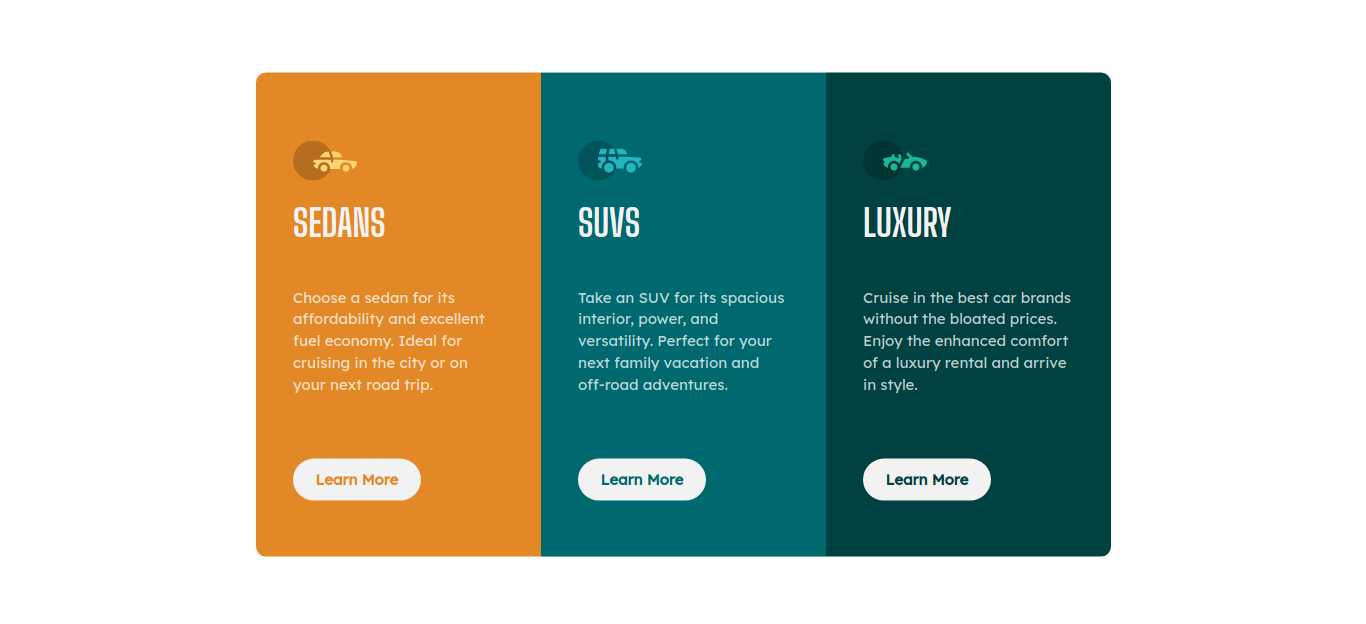 SEDANS
Choose a sedan for its
affordability and excellent
fuel economy. Ideal for
cruising in the city or on
your next road trip.
Learn More
SUVS
Take an SUV for its spacious
interior, power, and
versatility. Perfect for your
next family vacation and
off-road adventures.
Learn More
LUXURY
Cruise in the best car brands
without the bloated prices.
Enjoy the enhanced comfort
of a luxury rental and arrive
in style.
Learn More